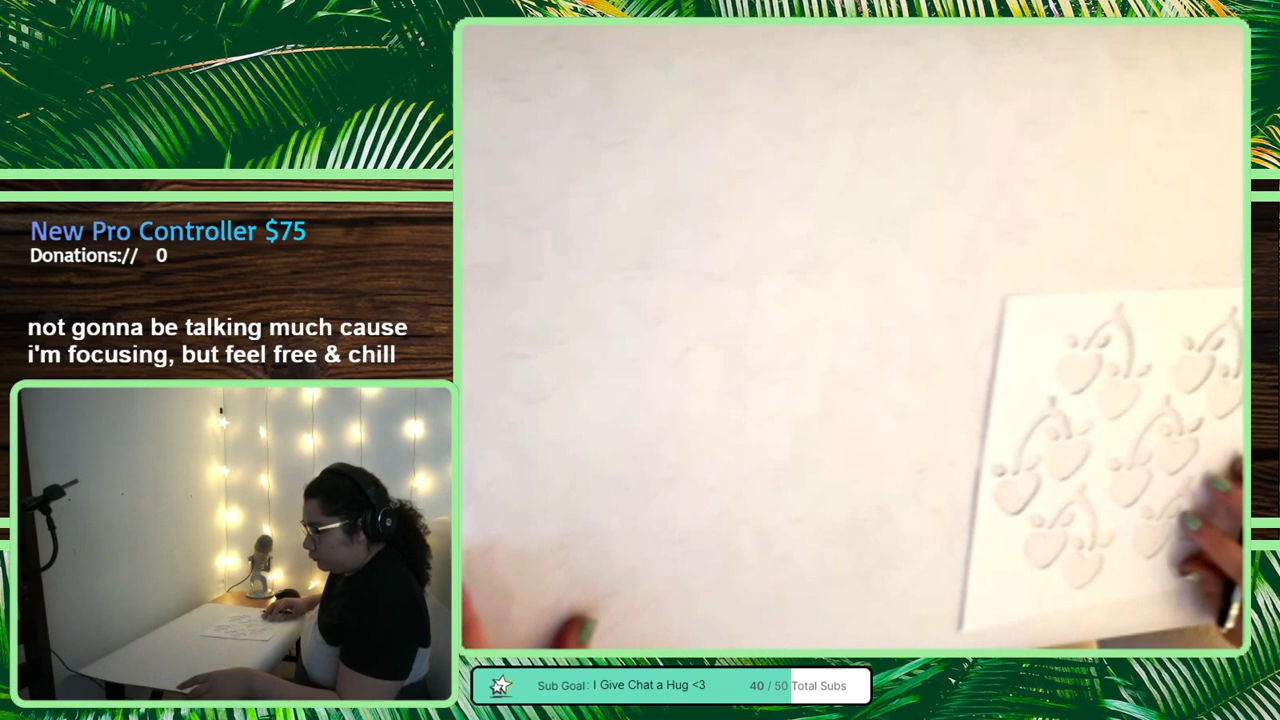 New Pro Controller $75
Donations:// 0
not gonna be talking much cause
i'm focusing, but feel free & chill
Sub Goal: I Give Chat a Hug <3 40 / 50 Total Subs